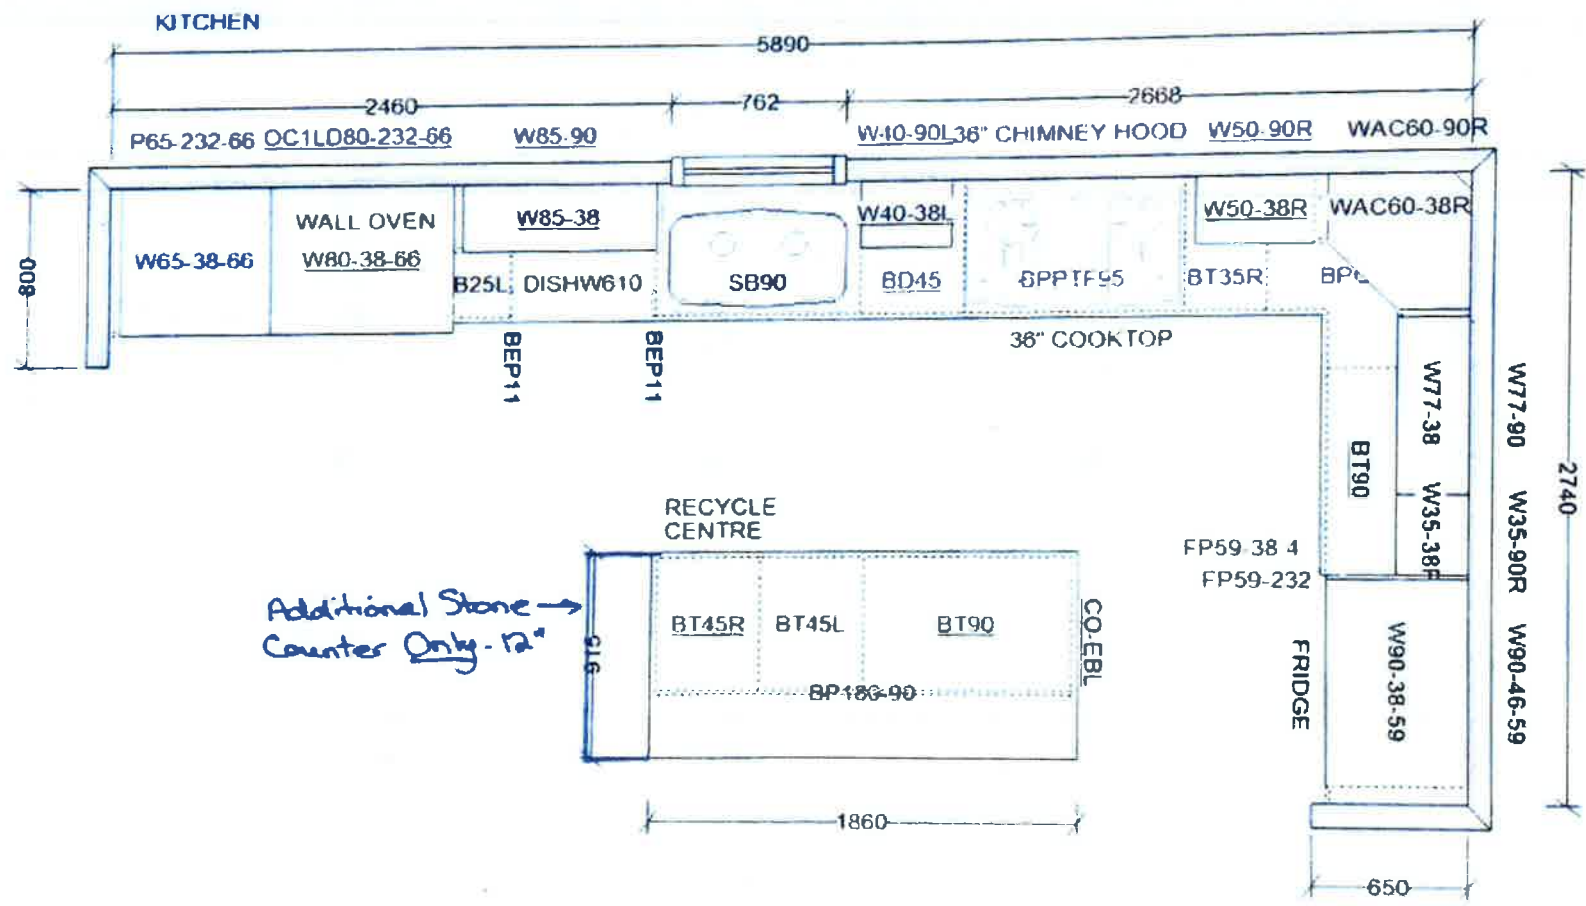 KITCHEN
5890
2460 762 2668
P65-232-66 OC1LD80-232-66 W85-90 W40-90L 36" CHIMNEY HOOD W50-90R WAC60-90R
WALL OVEN W85-38 W40-38L W50-38R WAC60-38R
W65-38-66 W80-38-66
B25L DISHW610 SB90 BD45 BPPTF95 BT35R
800
36" COOKTOP
BEP11 BEP11
W77-38 W77-90
BT90
2740
W35-90R
RECYCLE
CENTRE
FP59-38 4
FP59-232
Additional Stone
Counter Only - 12"
915
BT45R BT45L BT90
CO-EBL
BP186-90
FRIDGE
W90-38-59
W90-46-59
1860
650